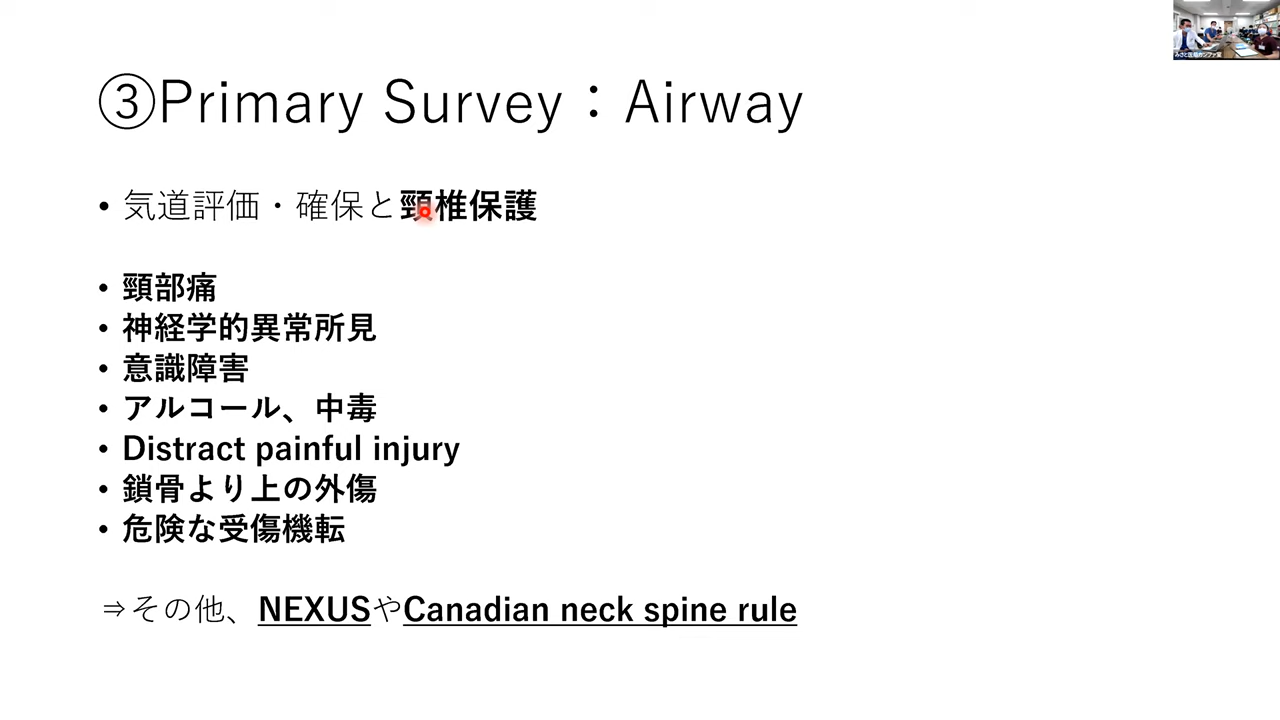 ③Primary Survey：Airway
• 気道評価・確保と頸椎保護
• 頸部痛
• 神経学的異常所見
• 意識障害
• アルコール、中毒
• Distract painful injury
• 鎖骨より上の外傷
• 危険な受傷機転
⇒その他、NEXUSやCanadian neck spine rule